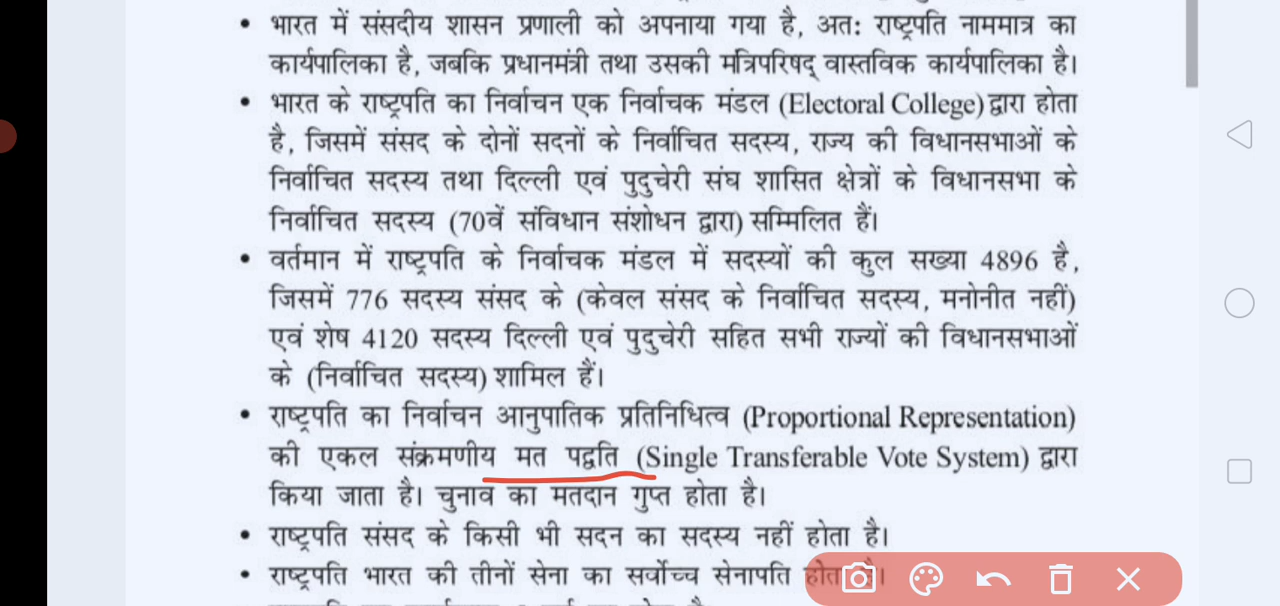 • भारत में संसदीय शासन प्रणाली को अपनाया गया है, अतः राष्ट्रपति नाममात्र का
कार्यपालिका है, जबकि प्रधानमंत्री तथा उसकी मंत्रिपरिषद् वास्तविक कार्यपालिका है।
• भारत के राष्ट्रपति का निर्वाचन एक निर्वाचक मंडल (Electoral College) द्वारा होता
है, जिसमें संसद के दोनों सदनों के निर्वाचित सदस्य, राज्य की विधानसभाओं के
निर्वाचित सदस्य तथा दिल्ली एवं पुदुचेरी संघ शासित क्षेत्रों के विधानसभा के
निर्वाचित सदस्य (70वें संविधान संशोधन द्वारा) सम्मिलित हैं।
• वर्तमान में राष्ट्रपति के निर्वाचक मंडल में सदस्यों की कुल सख्या 4896 है,
जिसमें 776 सदस्य संसद के (केवल संसद के निर्वाचित सदस्य, मनोनीत नहीं)
एवं शेष 4120 सदस्य दिल्ली एवं पुदुचेरी सहित सभी राज्यों की विधानसभाओं
के (निर्वाचित सदस्य) शामिल हैं।
• राष्ट्रपति का निर्वाचन आनुपातिक प्रतिनिधित्व (Proportional Representation)
की एकल संक्रमणीय मत पद्वति (Single Transferable Vote System) द्वारा
किया जाता है। चुनाव का मतदान गुप्त होता है।
• राष्ट्रपति संसद के किसी भी सदन का सदस्य नहीं होता है।
• राष्ट्रपति भारत की तीनों सेना का सर्वोच्च सेनापति होता है।